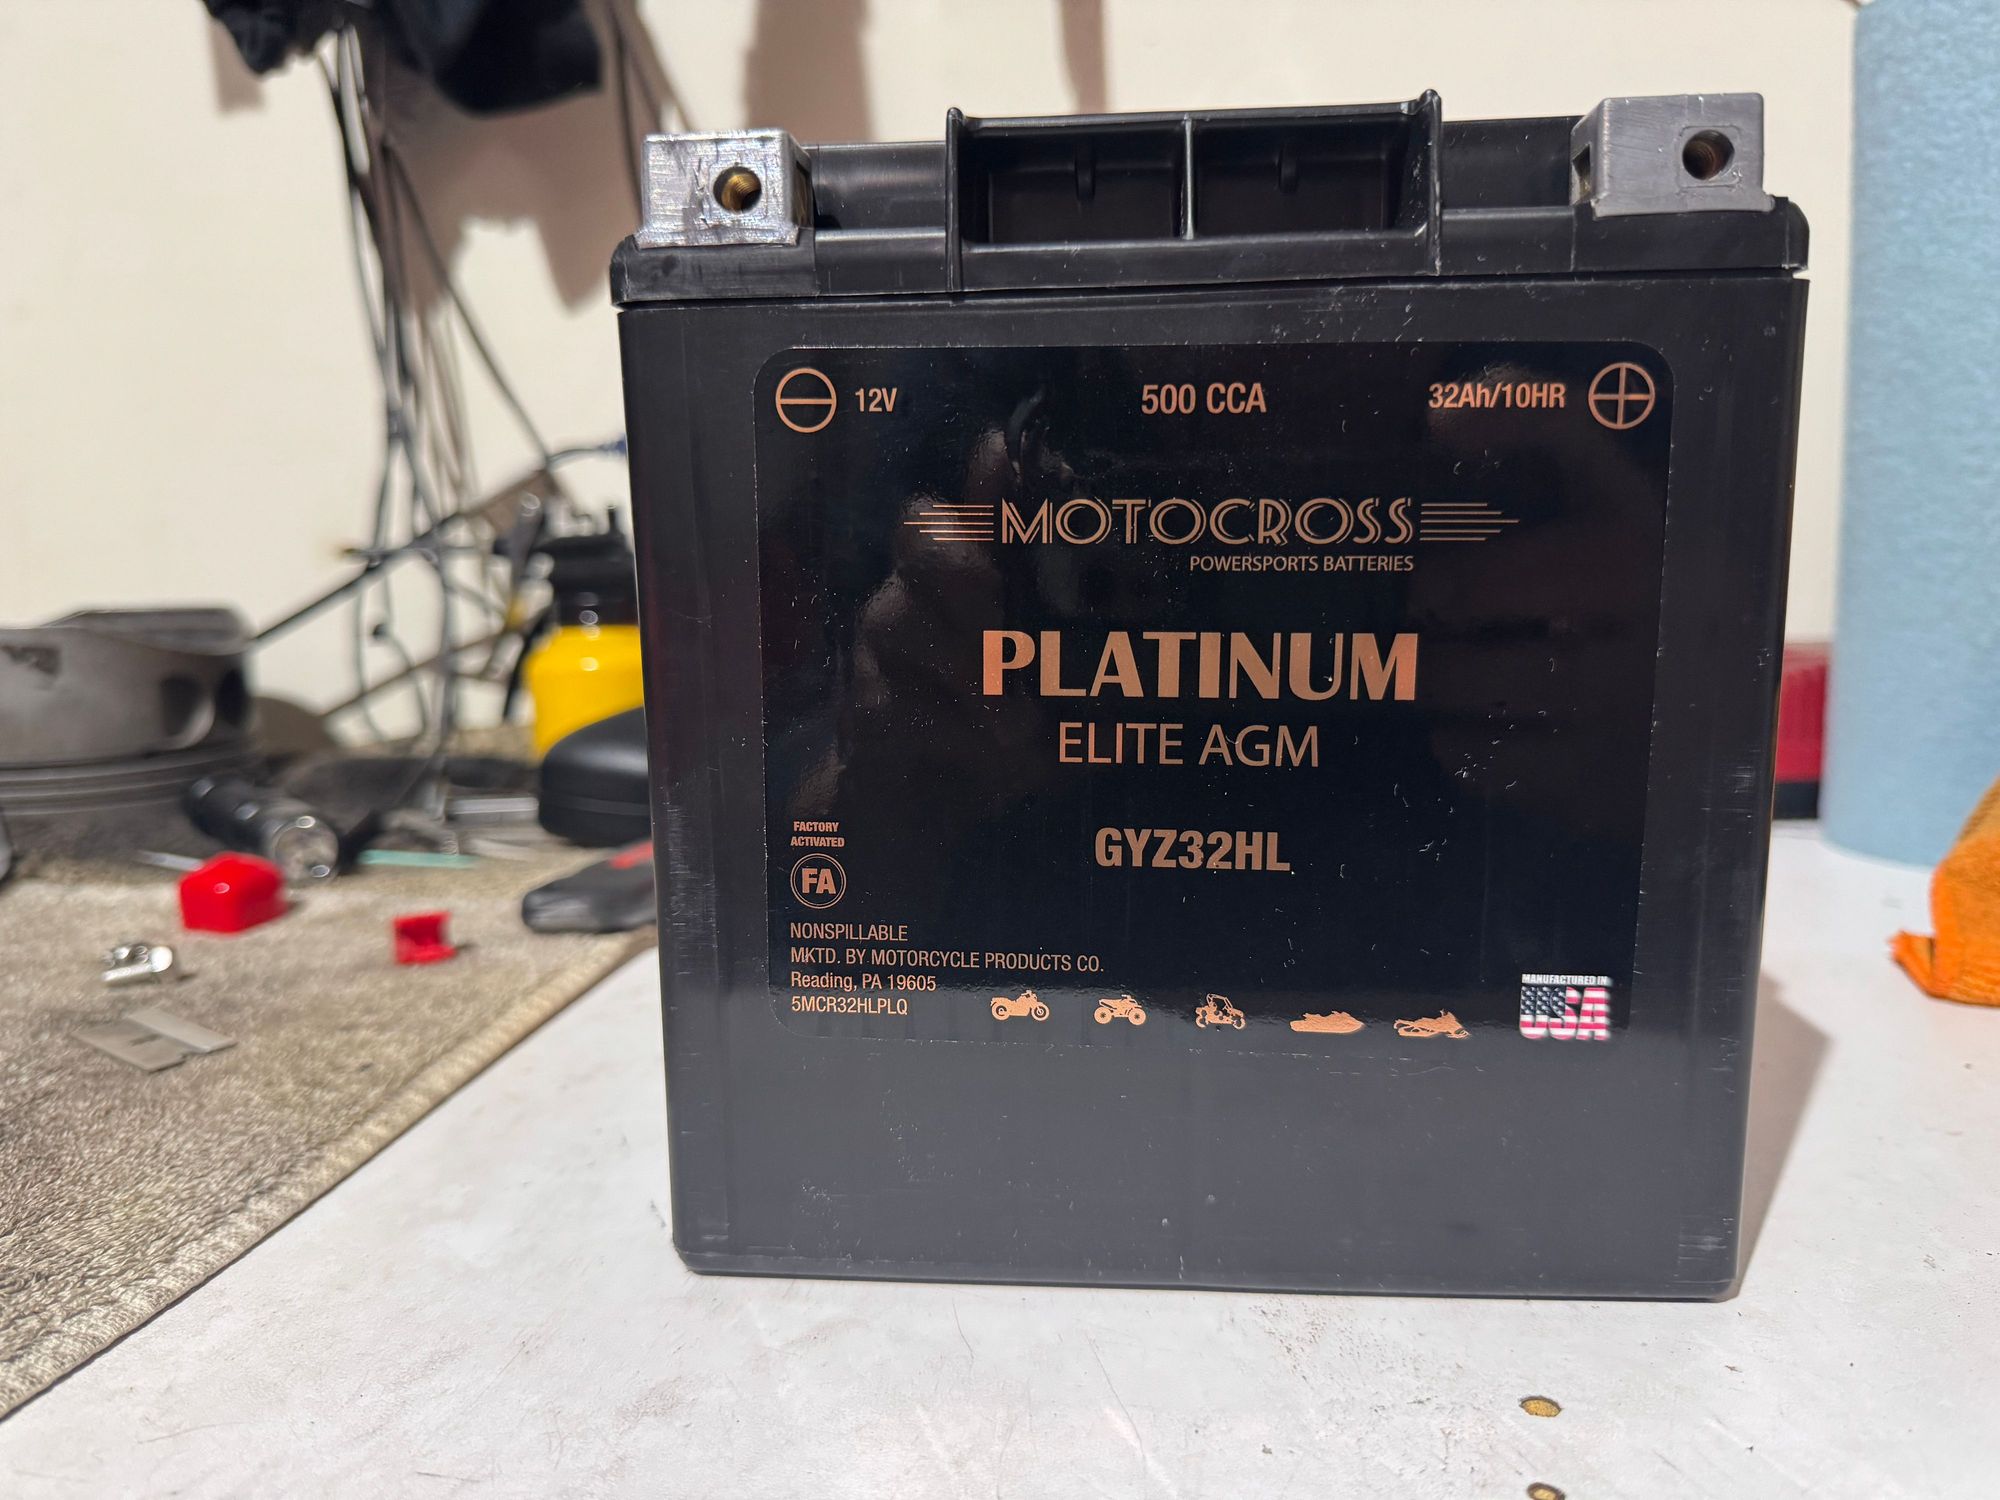 12V 500 CCA 32Ah/10HR
MOTOCROSS
POWERSPORTS BATTERIES
PLATINUM
ELITE AGM
GYZ32HL
FACTORY
ACTIVATED
FA
NONSPILLABLE
MKTD. BY MOTORCYCLE PRODUCTS CO.
Reading, PA 19605
5MCR32HLPLQ
MANUFACTURED IN
USA